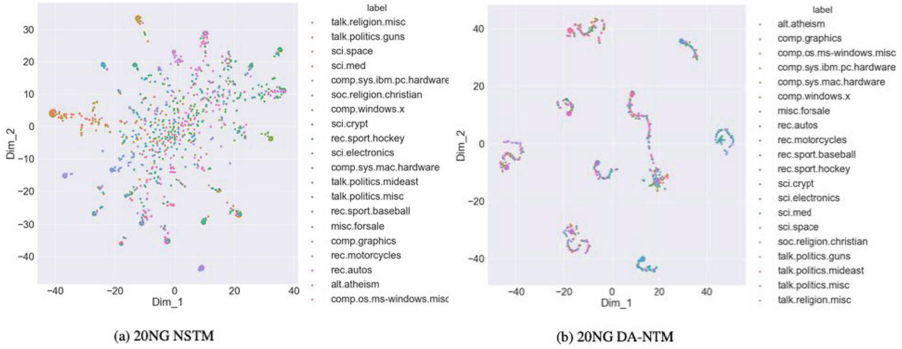 label
talk.religion.misc
talk.politics.guns
sci.space
sci.med
comp.sys.ibm.pc.hardware
soc.religion.christian
comp.windows.x
sci.crypt
rec.sport.hockey
sci.electronics
comp.sys.mac.hardware
talk.politics.mideast
talk.politics.misc
rec.sport.baseball
misc.forsale
comp.graphics
rec.motorcycles
rec.autos
alt.atheism
comp.os.ms-windows.misc
30
20
10
0
−10
−20
−30
−40
Dim_2
−40
−20
0
20
40
Dim_1
(a) 20NG NSTM
label
alt.atheism
comp.graphics
comp.os.ms-windows.misc
comp.sys.ibm.pc.hardware
comp.sys.mac.hardware
comp.windows.x
misc.forsale
rec.autos
rec.motorcycles
rec.sport.baseball
rec.sport.hockey
sci.crypt
sci.electronics
sci.med
sci.space
soc.religion.christian
talk.politics.guns
talk.politics.mideast
talk.politics.misc
talk.religion.misc
40
20
0
−20
−40
Dim_2
−40
−20
0
20
40
Dim_1
(b) 20NG DA-NTM